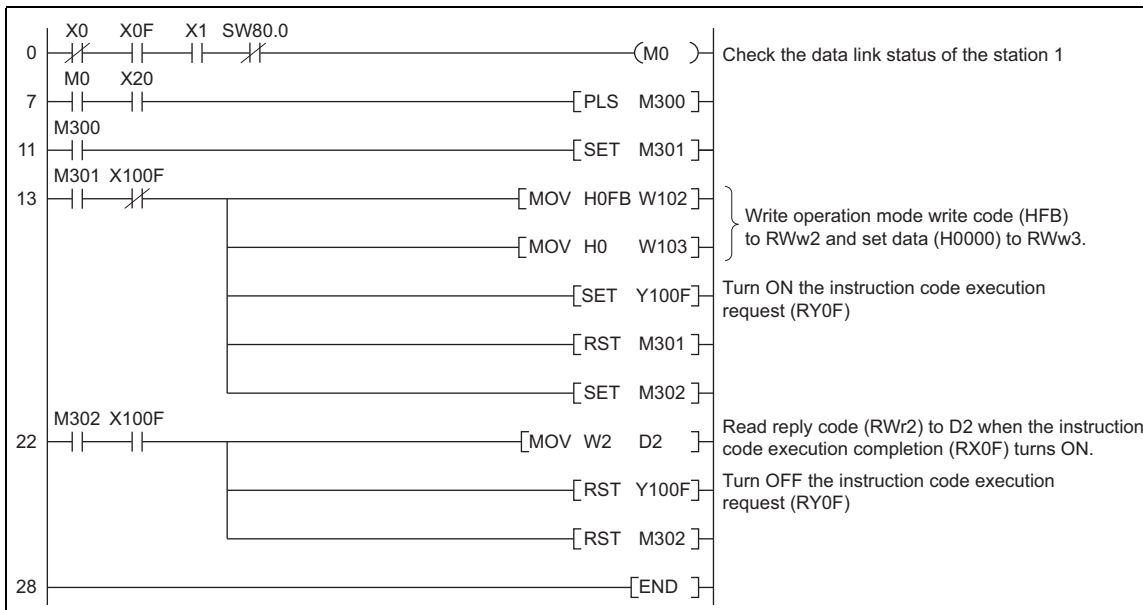 X0 X0F X1 SW80.0
0 (M0 ) Check the data link status of the station 1
M0 X20
7 [PLS M300]
M300
11 [SET M301]
M301 X100F
13 [MOV H0FB W102]
Write operation mode write code (HFB)
to RWw2 and set data (H0000) to RWw3.
[MOV H0 W103]
[SET Y100F] Turn ON the instruction code execution
request (RY0F)
[RST M301]
[SET M302]
M302 X100F
22 [MOV W2 D2] Read reply code (RWr2) to D2 when the instruction
code execution completion (RX0F) turns ON.
[RST Y100F] Turn OFF the instruction code execution
request (RY0F)
[RST M302]
28 [END ]